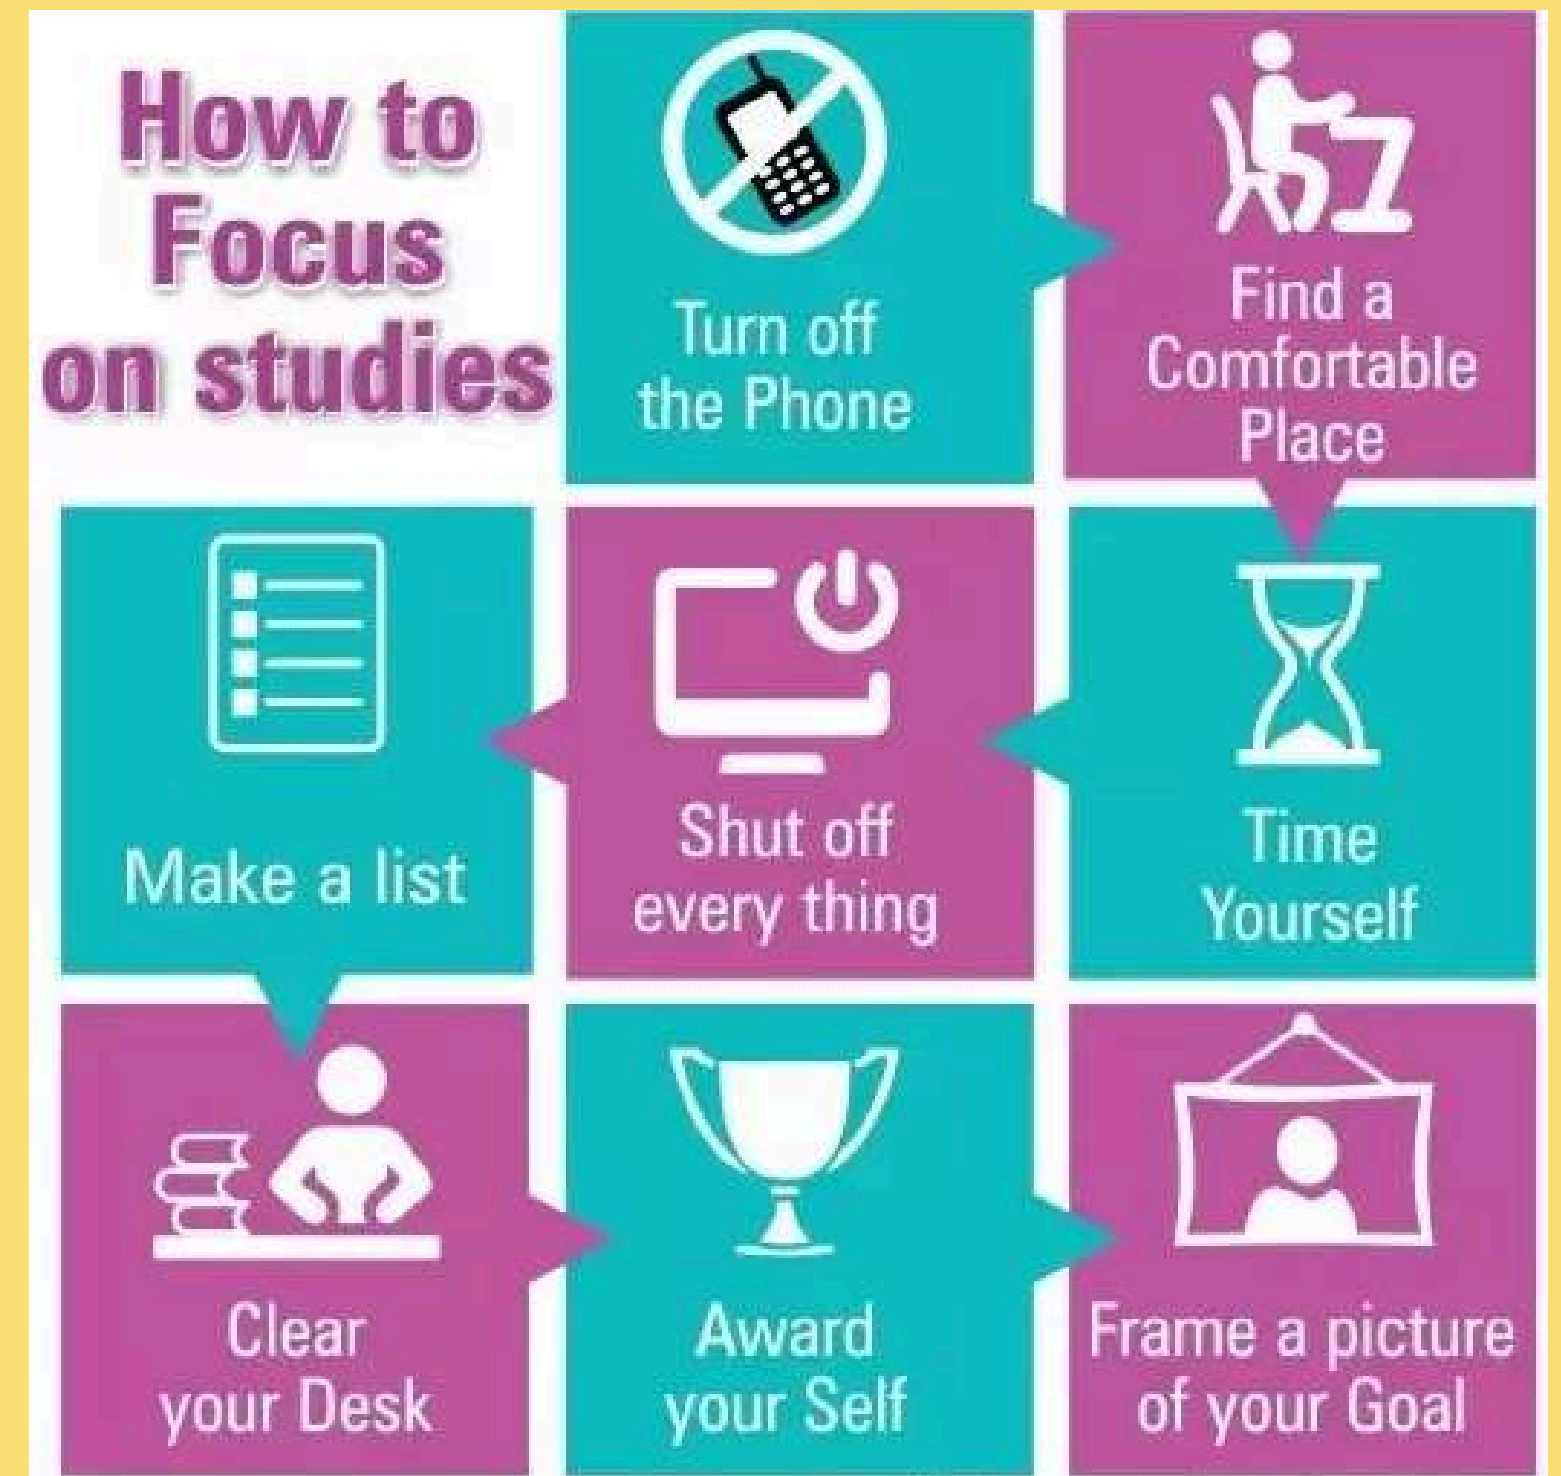 How to
Focus
on studies
Turn off
the Phone
Find a
Comfortable
Place
Time
Yourself
Shut off
every thing
Make a list
Clear
your Desk
Award
your Self
Frame a picture
of your Goal